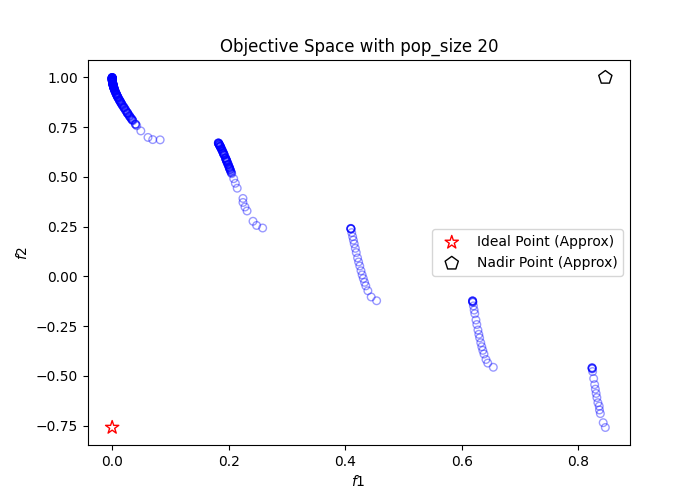 Objective Space with pop_size 20
1.00
0.75
0.50
0.25
0.00
−0.25
−0.50
−0.75
f2
Ideal Point (Approx)
Nadir Point (Approx)
0.0 0.2 0.4 0.6 0.8
f1